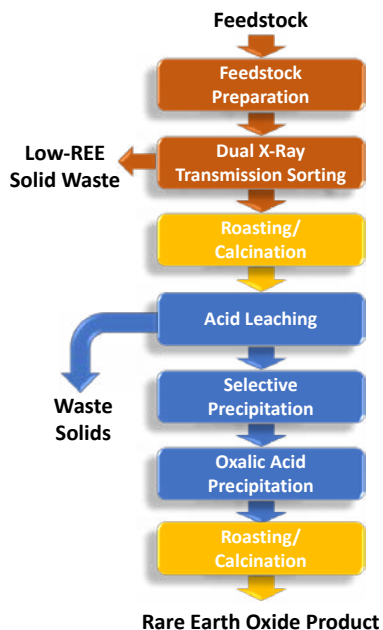 Feedstock
Feedstock
Preparation
Low-REE
Solid Waste
Dual X-Ray
Transmission Sorting
Roasting/
Calcination
Acid Leaching
Waste
Solids
Selective
Precipitation
Oxalic Acid
Precipitation
Roasting/
Calcination
Rare Earth Oxide Product